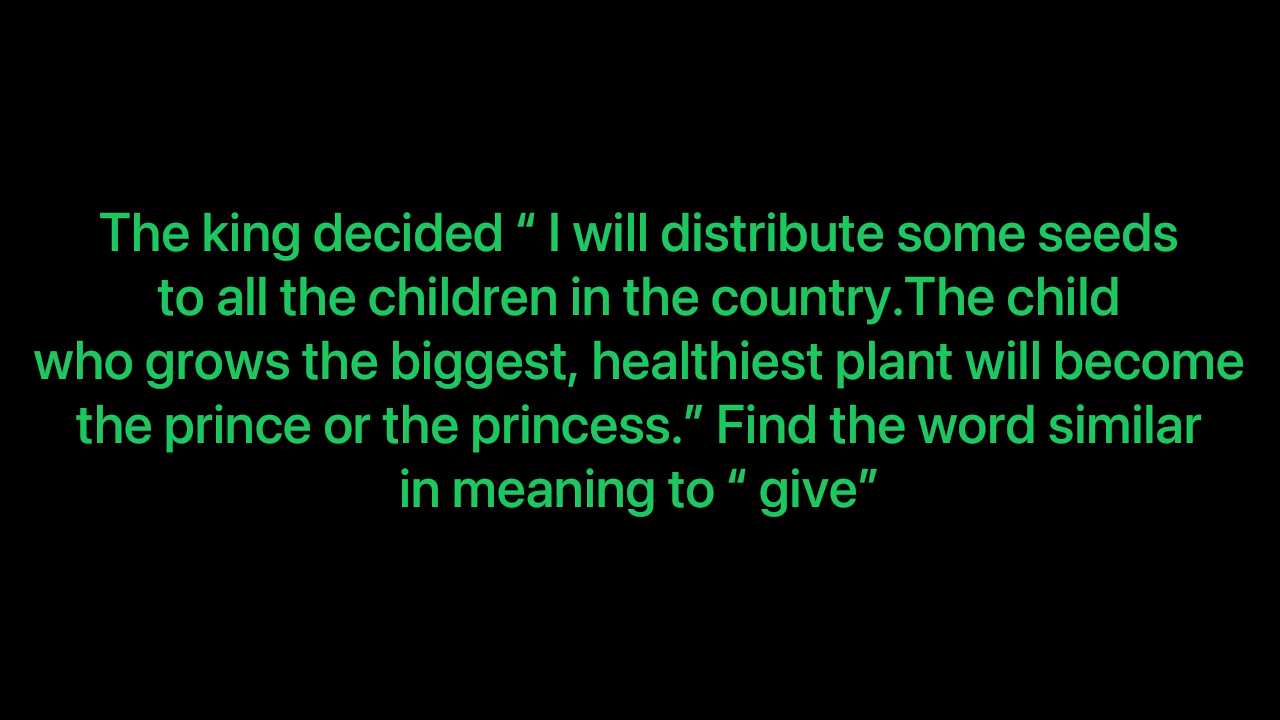 The king decided “ I will distribute some seeds
to all the children in the country.The child
who grows the biggest, healthiest plant will become
the prince or the princess.” Find the word similar
in meaning to “ give”